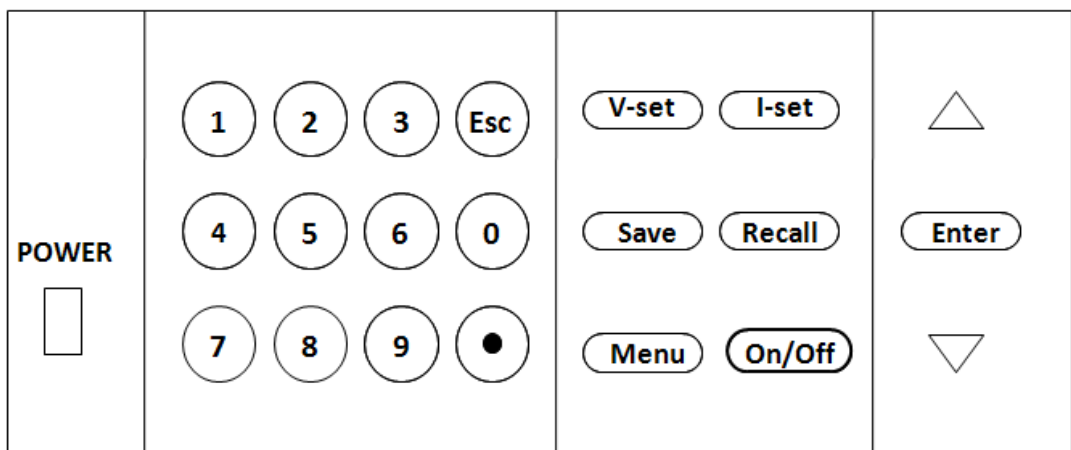 1 2 3 Esc V-set I-set
4 5 6 0 Save Recall Enter
POWER
7 8 9 Menu On/Off